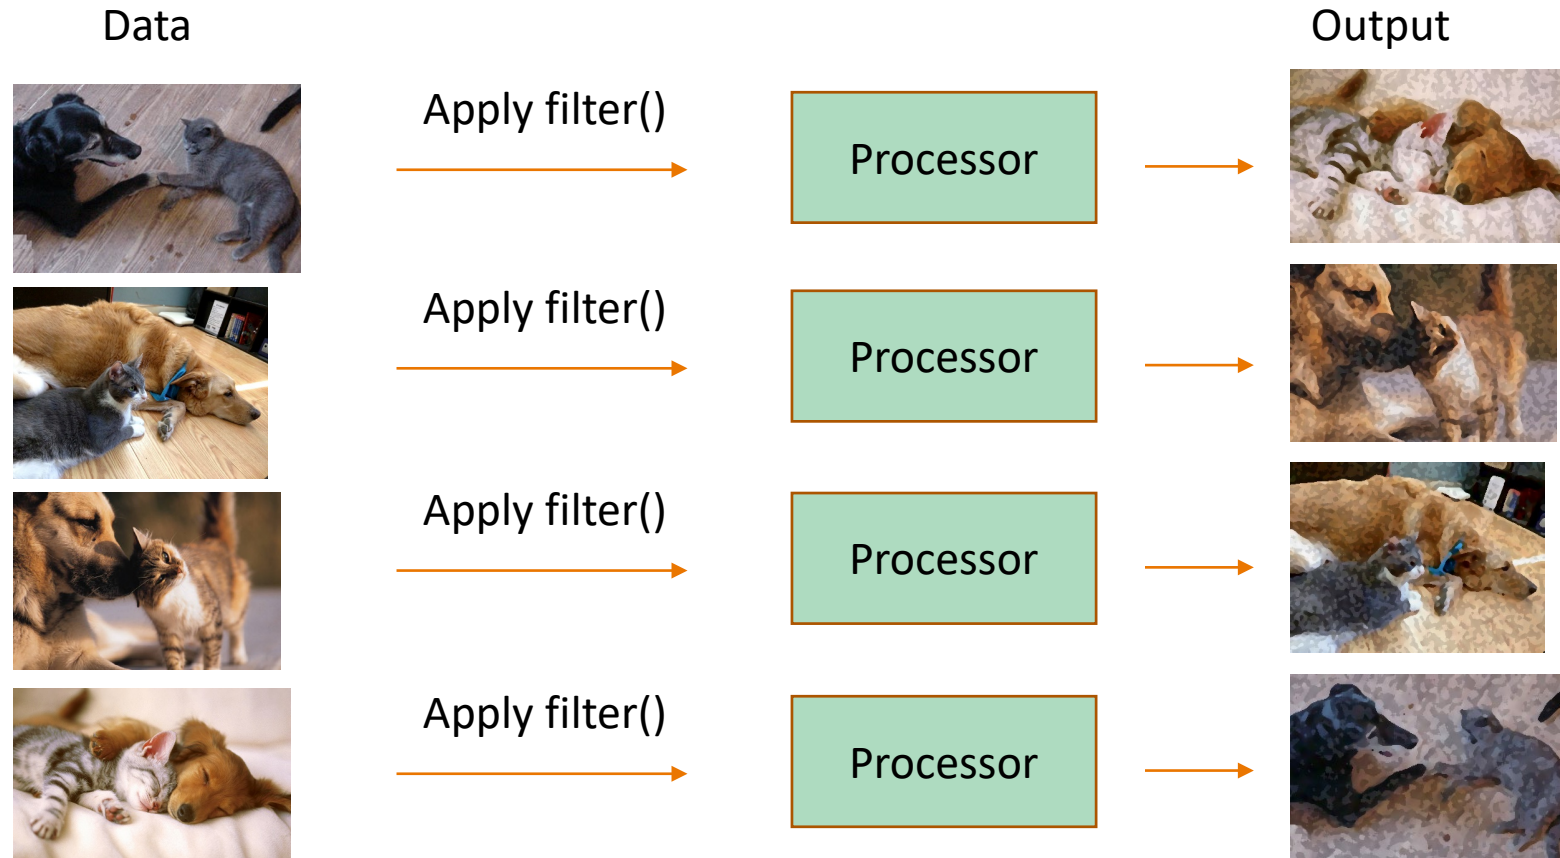 Data
Output
Apply filter()
Processor
Apply filter()
Processor
Apply filter()
Processor
Apply filter()
Processor